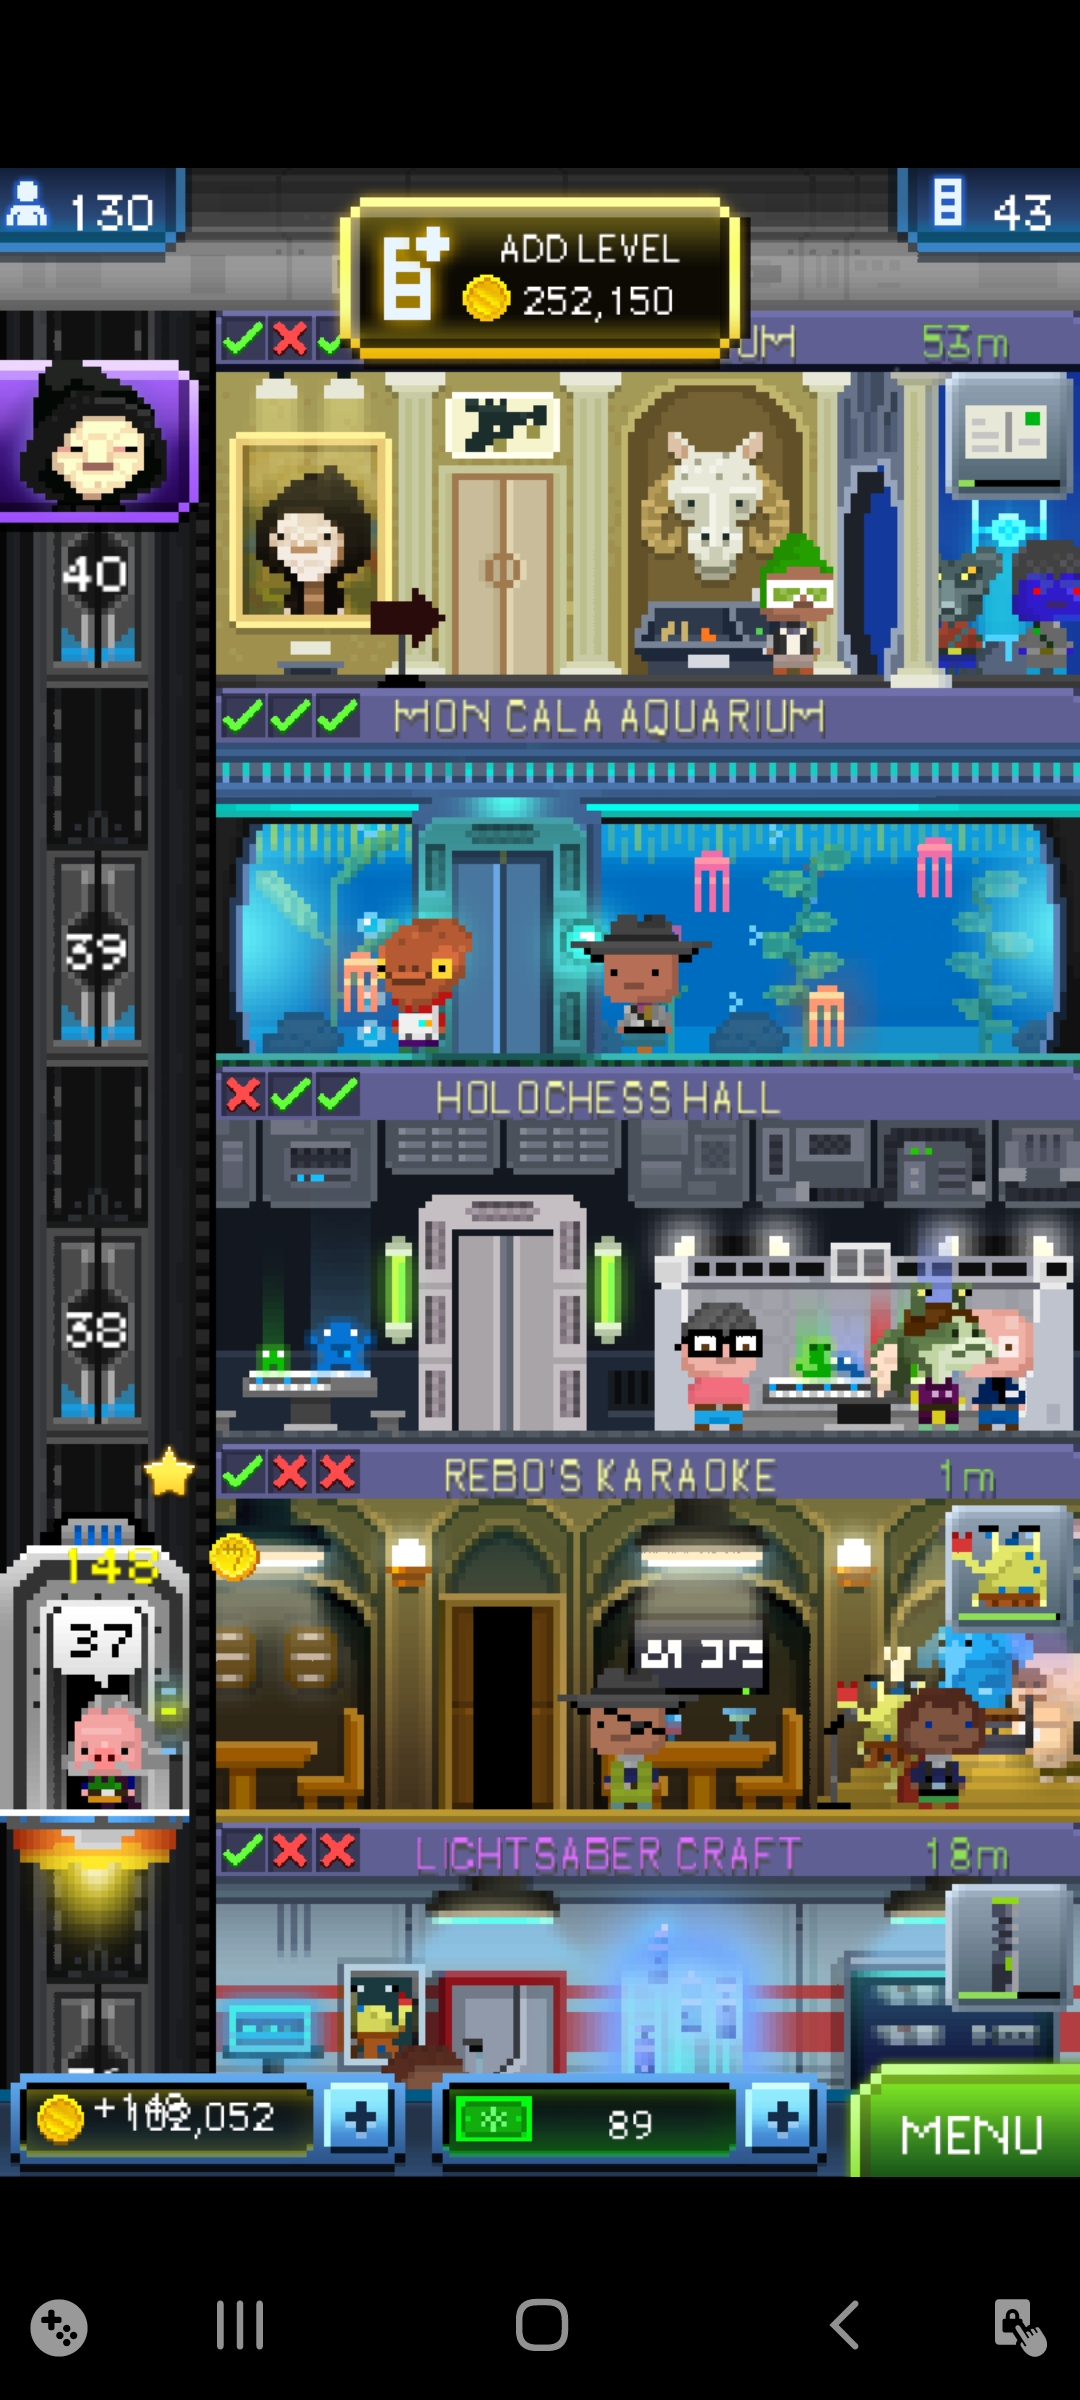 130
ADD LEVEL
252,150
43
UM
53m
40
MON CALA AQUARIUM
39
HOLOCHESS HALL
38
REBO'S KARAOKE
1m
148
37
LIGHTSABER CRAFT
18m
89
MENU